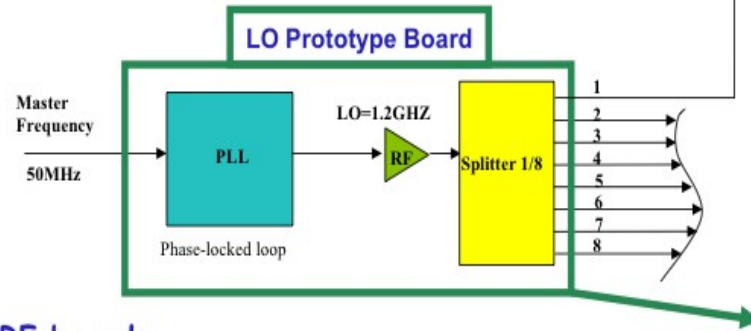 LO Prototype Board
Master
Frequency
50MHz
PLL
Phase-locked loop
LO=1.2GHZ
RF
Splitter 1/8
1
2
3
4
5
6
7
8